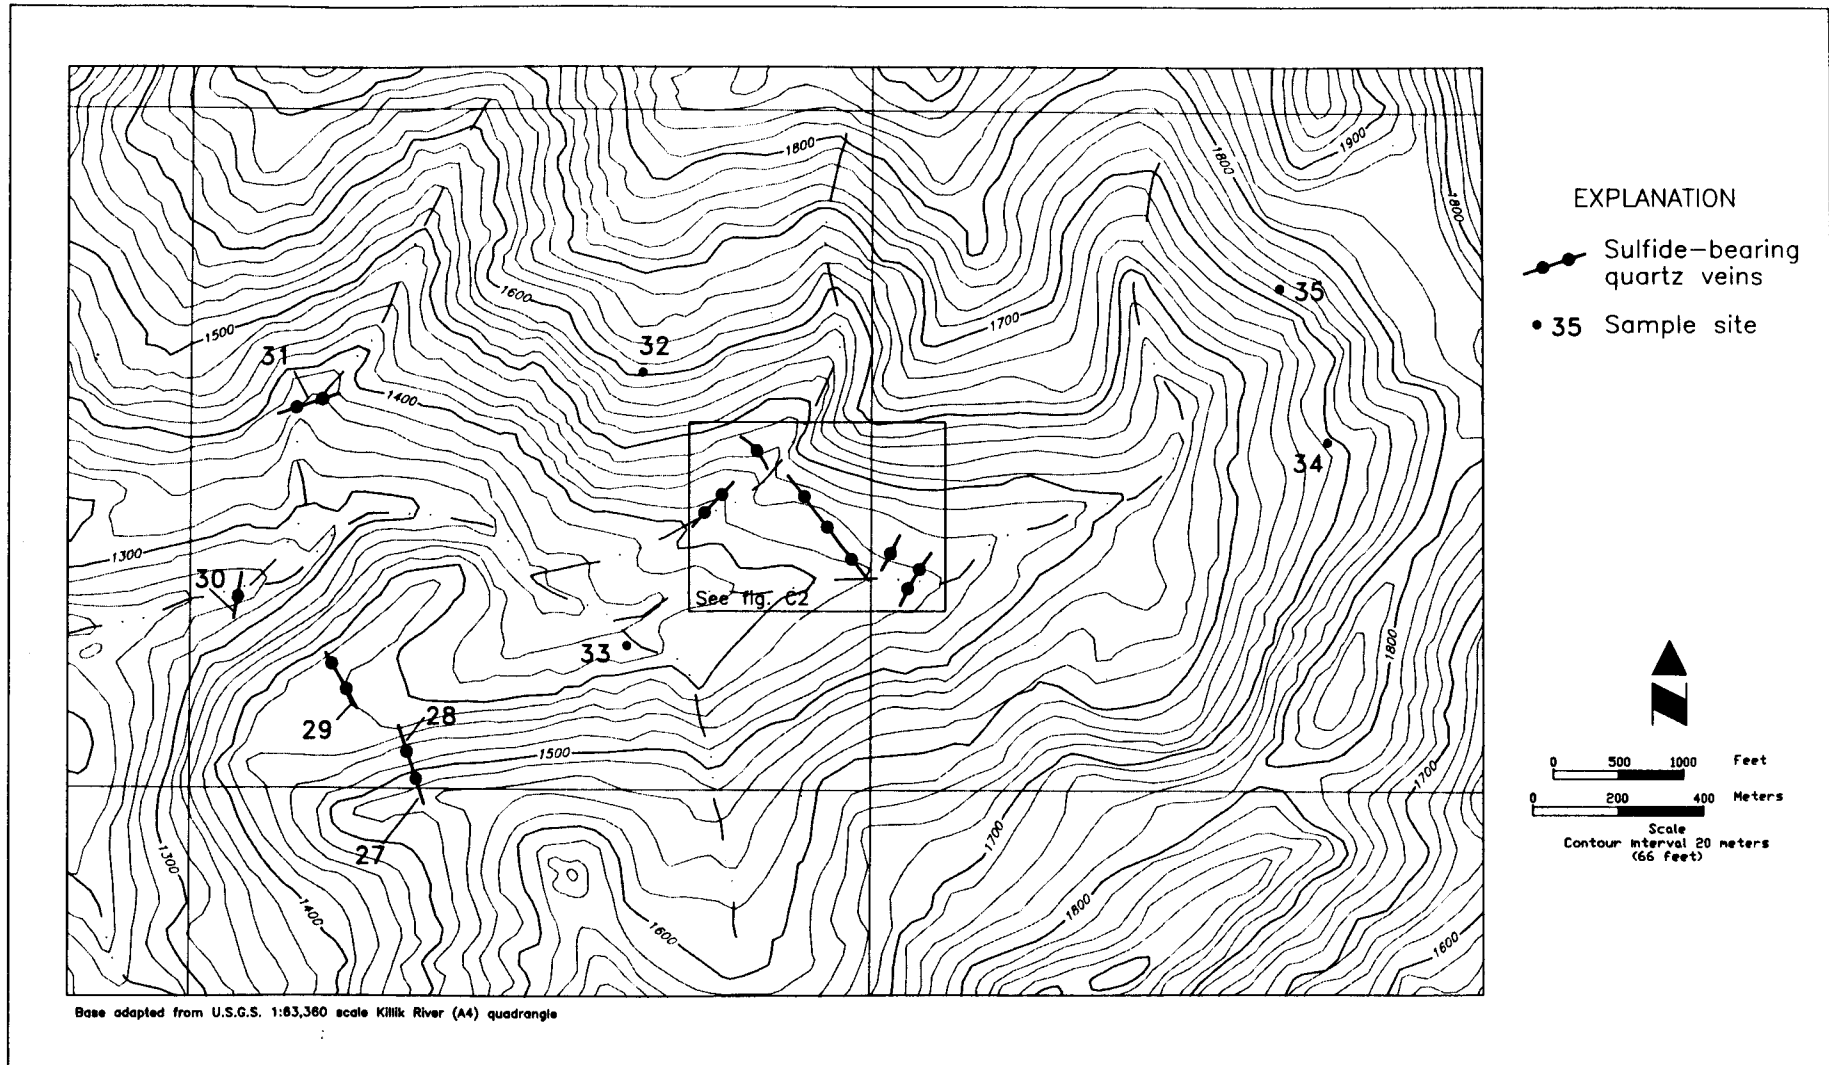 1800
1900
1800
1800
EXPLANATION
Sulfide-bearing
quartz veins
35 Sample site
35
1600
1700
1500
31
32
1400
34
1300
30
See fig. C2
33
1800
29
28
1500
27
1700
1700
1300
1400
1600
1800
1600
0 500 1000 Feet
0 200 400 Meters
Scale
Contour interval 20 meters
(66 feet)
Base adapted from U.S.G.S. 1:63,360 scale Killik River (A4) quadrangle